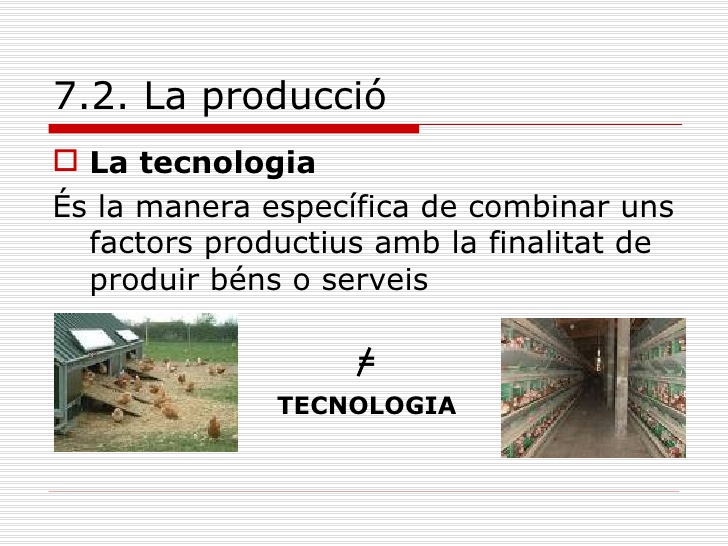 7.2. La producció
La tecnologia
És la manera específica de combinar uns
factors productius amb la finalitat de
produir béns o serveis
≠
TECNOLOGIA